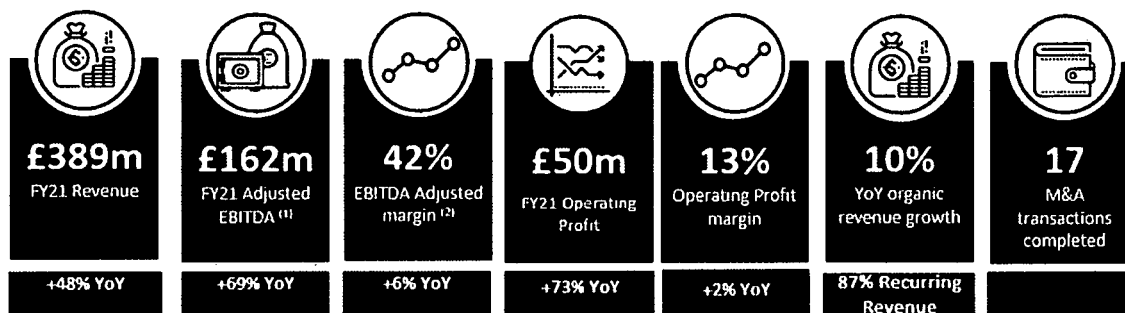 £389m
FY21 Revenue
+48% YoY
£162m
FY21 Adjusted
EBITDA (1)
+69% YoY
42%
EBITDA Adjusted
margin (2)
+6% YoY
£50m
FY21 Operating
Profit
+73% YoY
13%
Operating Profit
margin
+2% YoY
10%
YoY organic
revenue growth
87% Recurring
Revenue
17
M&A
transactions
completed